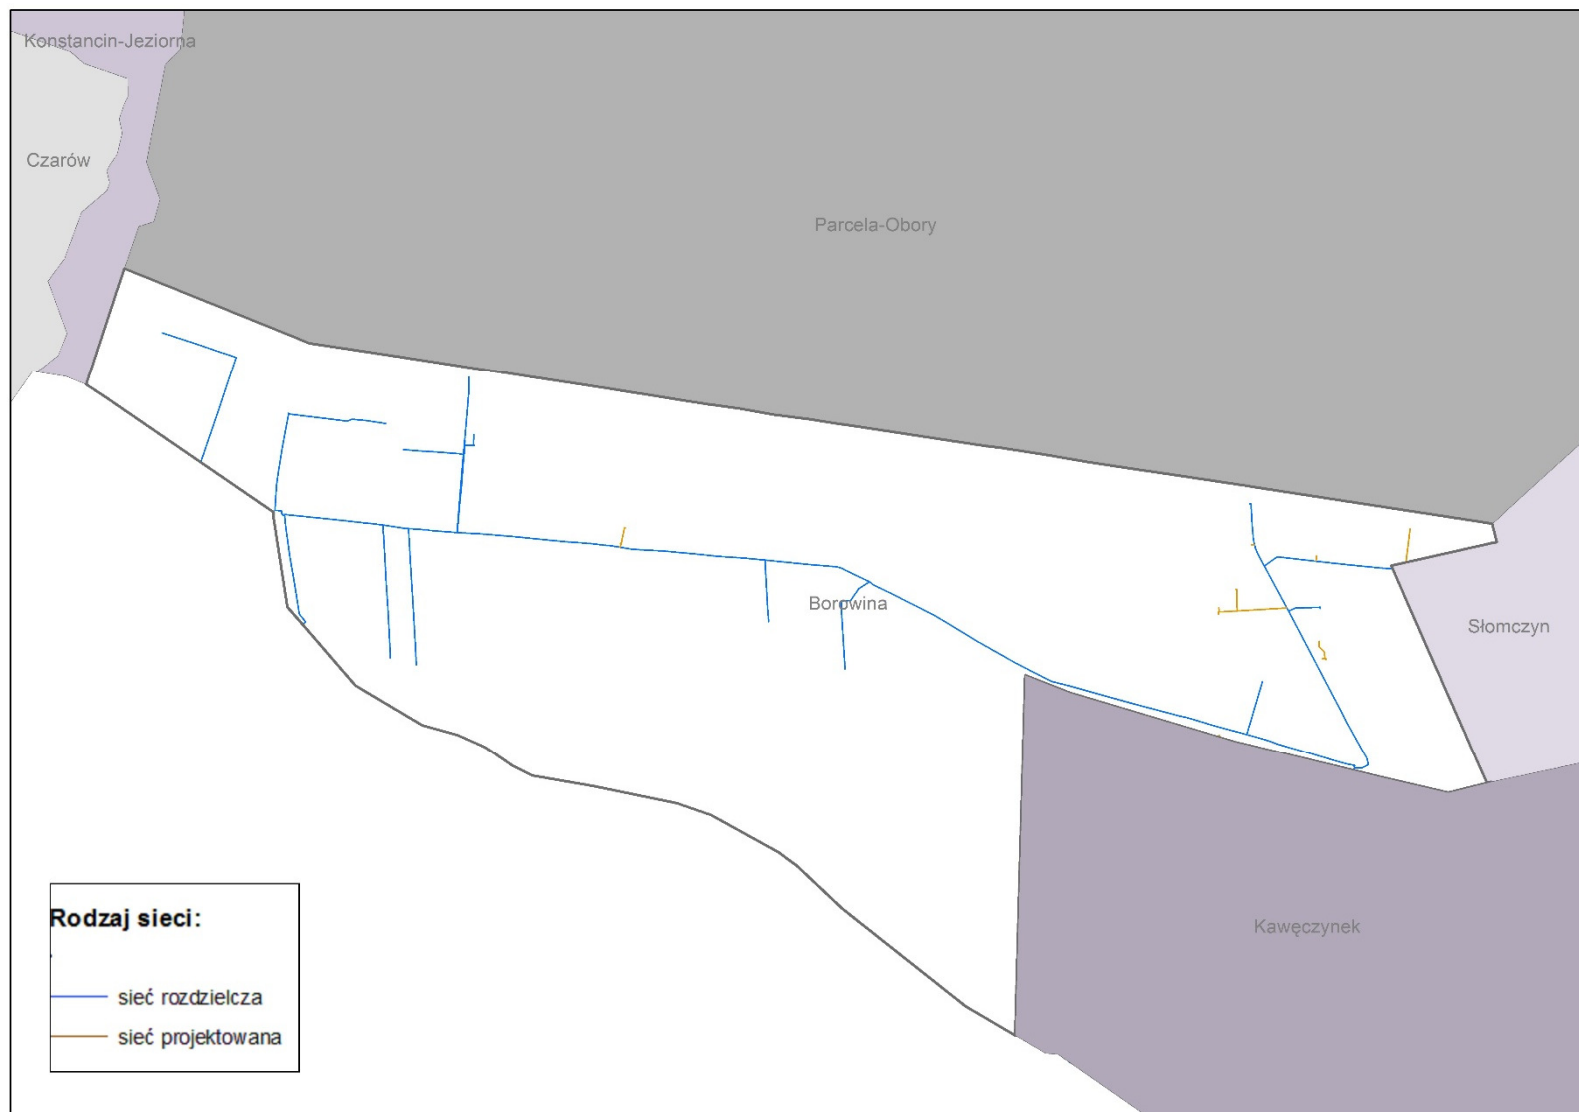 Konstancin-Jeziorna
Czarów
Parcela-Obory
Borowina
Słomczyn
Kawęczynek
Rodzaj sieci:
sieć rozdzielcza
sieć projektowana